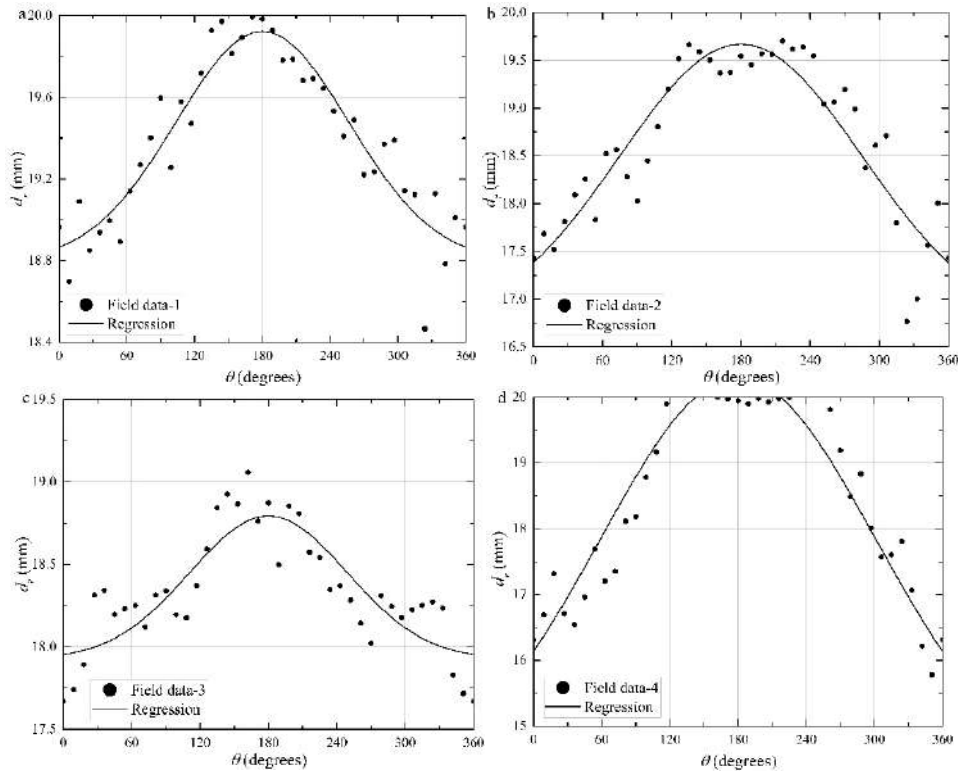 a
20.0
19.6
19.2
18.8
18.4
d_r (mm)
Field data-1
Regression
0 60 120 180 240 300 360
θ (degrees)
b
20.0
19.5
19.0
18.5
18.0
17.5
17.0
16.5
d_r (mm)
Field data-2
Regression
0 60 120 180 240 300 360
θ (degrees)
c
19.5
19.0
18.5
18.0
17.5
d_r (mm)
Field data-3
Regression
0 60 120 180 240 300 360
θ (degrees)
d
20
19
18
17
16
15
d_r (mm)
Field data-4
Regression
0 60 120 180 240 300 360
θ (degrees)